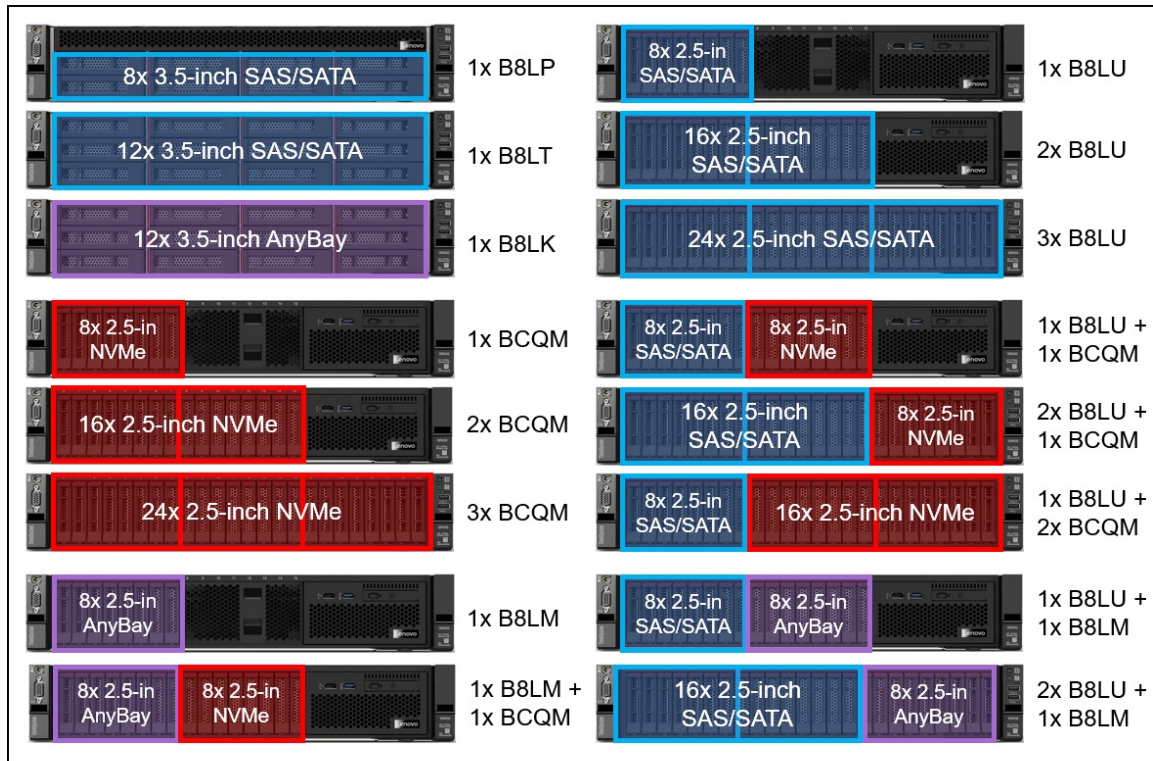 8x 3.5-inch SAS/SATA
1x B8LP
12x 3.5-inch SAS/SATA
1x B8LT
12x 3.5-inch AnyBay
1x B8LK
8x 2.5-in
NVMe
1x BCQM
16x 2.5-inch NVMe
2x BCQM
24x 2.5-inch NVMe
3x BCQM
8x 2.5-in
AnyBay
1x B8LM
8x 2.5-in
AnyBay
8x 2.5-in
NVMe
1x B8LM +
1x BCQM
8x 2.5-in
SAS/SATA
1x B8LU
16x 2.5-inch
SAS/SATA
2x B8LU
24x 2.5-inch SAS/SATA
3x B8LU
8x 2.5-in
SAS/SATA
8x 2.5-in
NVMe
1x B8LU +
1x BCQM
16x 2.5-inch
SAS/SATA
8x 2.5-in
NVMe
2x B8LU +
1x BCQM
8x 2.5-in
SAS/SATA
16x 2.5-inch NVMe
1x B8LU +
2x BCQM
8x 2.5-in
SAS/SATA
8x 2.5-in
AnyBay
1x B8LU +
1x B8LM
16x 2.5-inch
SAS/SATA
8x 2.5-in
AnyBay
2x B8LU +
1x B8LM